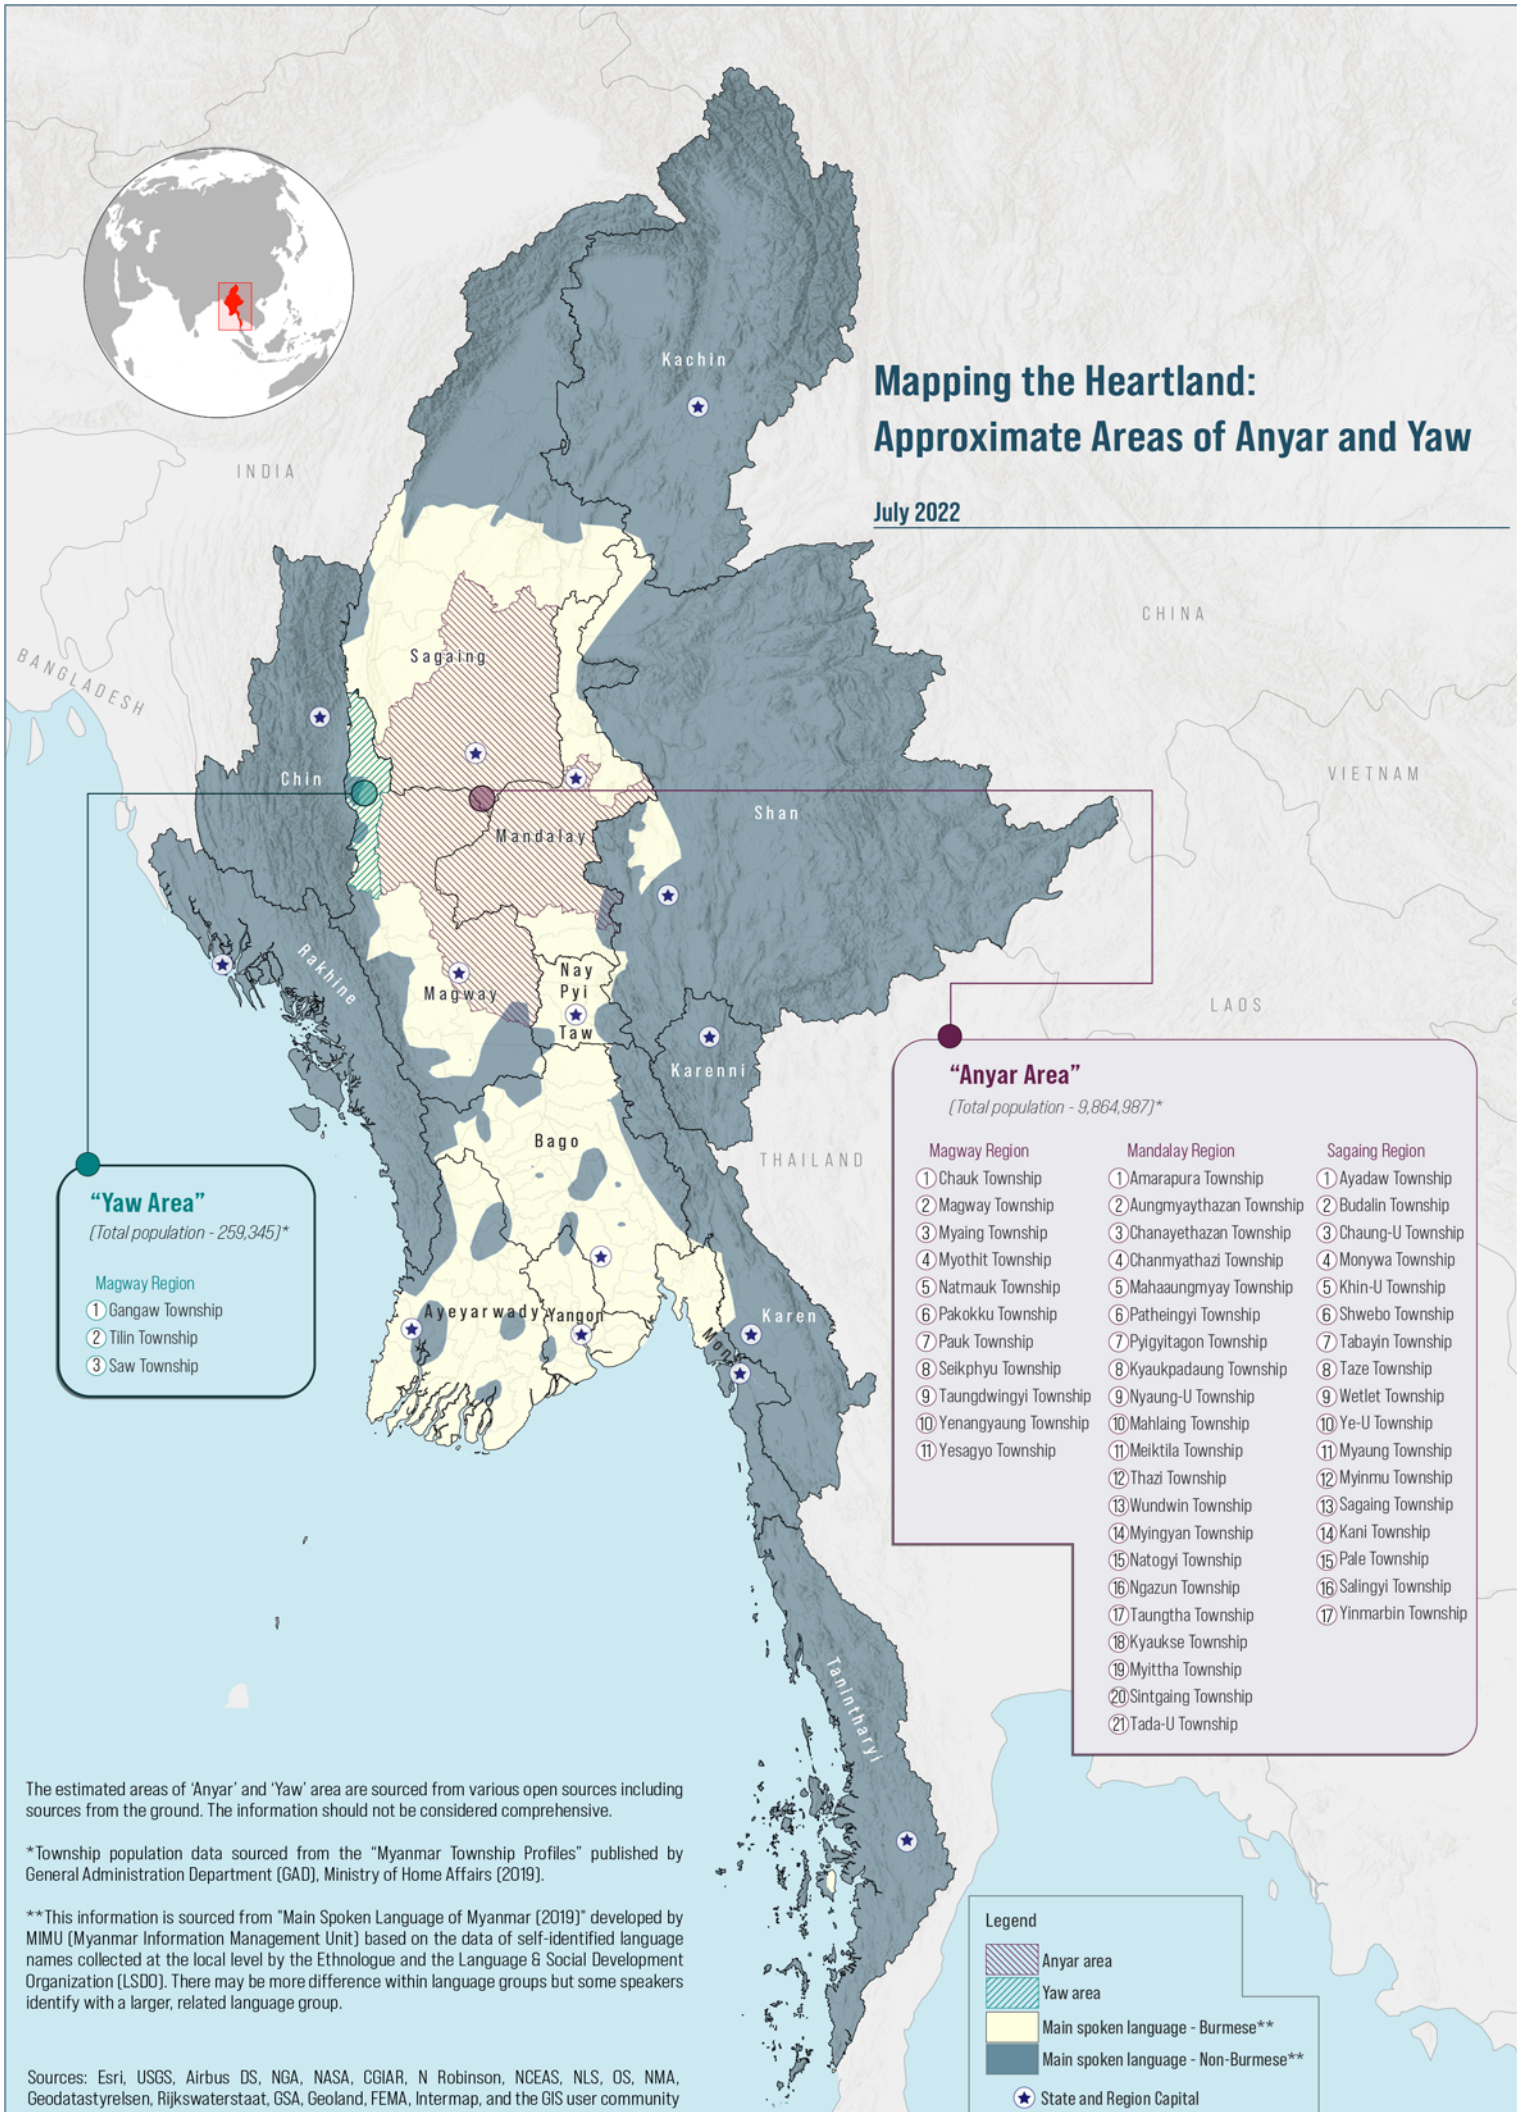 Mapping the Heartland:
Approximate Areas of Anyar and Yaw
July 2022
Kachin
INDIA
CHINA
BANGLADESH
Sagaing
Chin
VIETNAM
Shan
Mandalay
Rakhine
Nay
Pyi
Taw
Magway
LAOS
Karenni
Bago
THAILAND
Ayeyarwady
Yangon
Karen
Mon
Tanintharyi
“Yaw Area”
(Total population - 259,345)*
Magway Region
1 Gangaw Township
2 Tilin Township
3 Saw Township
“Anyar Area”
(Total population - 9,864,987)*
Magway Region
1 Chauk Township
2 Magway Township
3 Myaing Township
4 Myothit Township
5 Natmauk Township
6 Pakokku Township
7 Pauk Township
8 Seikphyu Township
9 Taungdwingyi Township
10 Yenangyaung Township
11 Yesagyo Township
Mandalay Region
1 Amarapura Township
2 Aungmyaythazan Township
3 Chanayethazan Township
4 Chanmyathazi Township
5 Mahaaungmyay Township
6 Patheingyi Township
7 Pyigyitagon Township
8 Kyaukpadaung Township
9 Nyaung-U Township
10 Mahlaing Township
11 Meiktila Township
12 Thazi Township
13 Wundwin Township
14 Myingyan Township
15 Natogyi Township
16 Ngazun Township
17 Taungtha Township
18 Kyaukse Township
19 Myittha Township
20 Sintgaing Township
21 Tada-U Township
Sagaing Region
1 Ayadaw Township
2 Budalin Township
3 Chaung-U Township
4 Monywa Township
5 Khin-U Township
6 Shwebo Township
7 Tabayin Township
8 Taze Township
9 Wetlet Township
10 Ye-U Township
11 Myaung Township
12 Myinmu Township
13 Sagaing Township
14 Kani Township
15 Pale Township
16 Salingyi Township
17 Yinmarbin Township
The estimated areas of ‘Anyar’ and ‘Yaw’ area are sourced from various open sources including
sources from the ground. The information should not be considered comprehensive.
*Township population data sourced from the “Myanmar Township Profiles” published by
General Administration Department (GAD), Ministry of Home Affairs (2019).
**This information is sourced from "Main Spoken Language of Myanmar (2019)" developed by
MIMU (Myanmar Information Management Unit) based on the data of self-identified language
names collected at the local level by the Ethnologue and the Language & Social Development
Organization (LSDO). There may be more difference within language groups but some speakers
identify with a larger, related language group.
Sources: Esri, USGS, Airbus DS, NGA, NASA, CGIAR, N Robinson, NCEAS, NLS, OS, NMA,
Geodatastyrelsen, Rijkswaterstaat, GSA, Geoland, FEMA, Intermap, and the GIS user community
Legend
Anyar area
Yaw area
Main spoken language - Burmese**
Main spoken language - Non-Burmese**
State and Region Capital